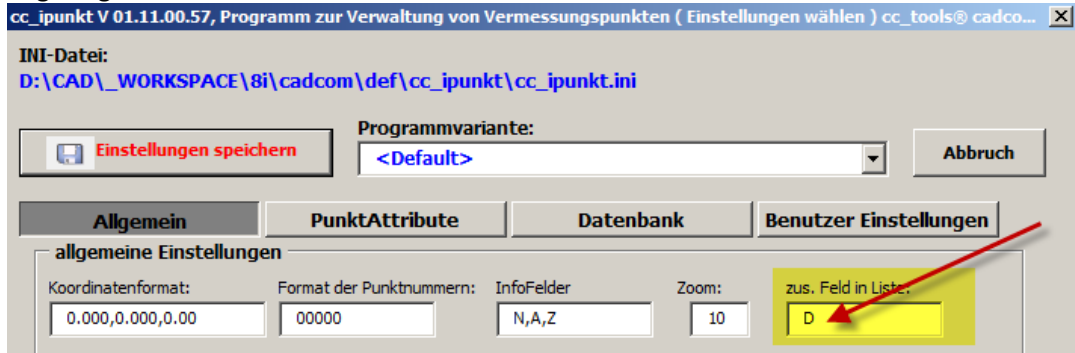 cc_ipunkt V 01.11.00.57, Programm zur Verwaltung von Vermessungspunkten ( Einstellungen wählen ) cc_tools® cadco...
INI-Datei:
D:\CAD\_WORKSPACE\8i\cadcom\def\cc_ipunkt\cc_ipunkt.ini
Programmvariante:
Einstellungen speichern
<Default>
Abbruch
Allgemein PunktAttribute Datenbank Benutzer Einstellungen
allgemeine Einstellungen
Koordinatenformat: Format der Punktnummern: InfoFelder Zoom: zus. Feld in Liste:
0.000,0.000,0.00 00000 N,A,Z 10 D